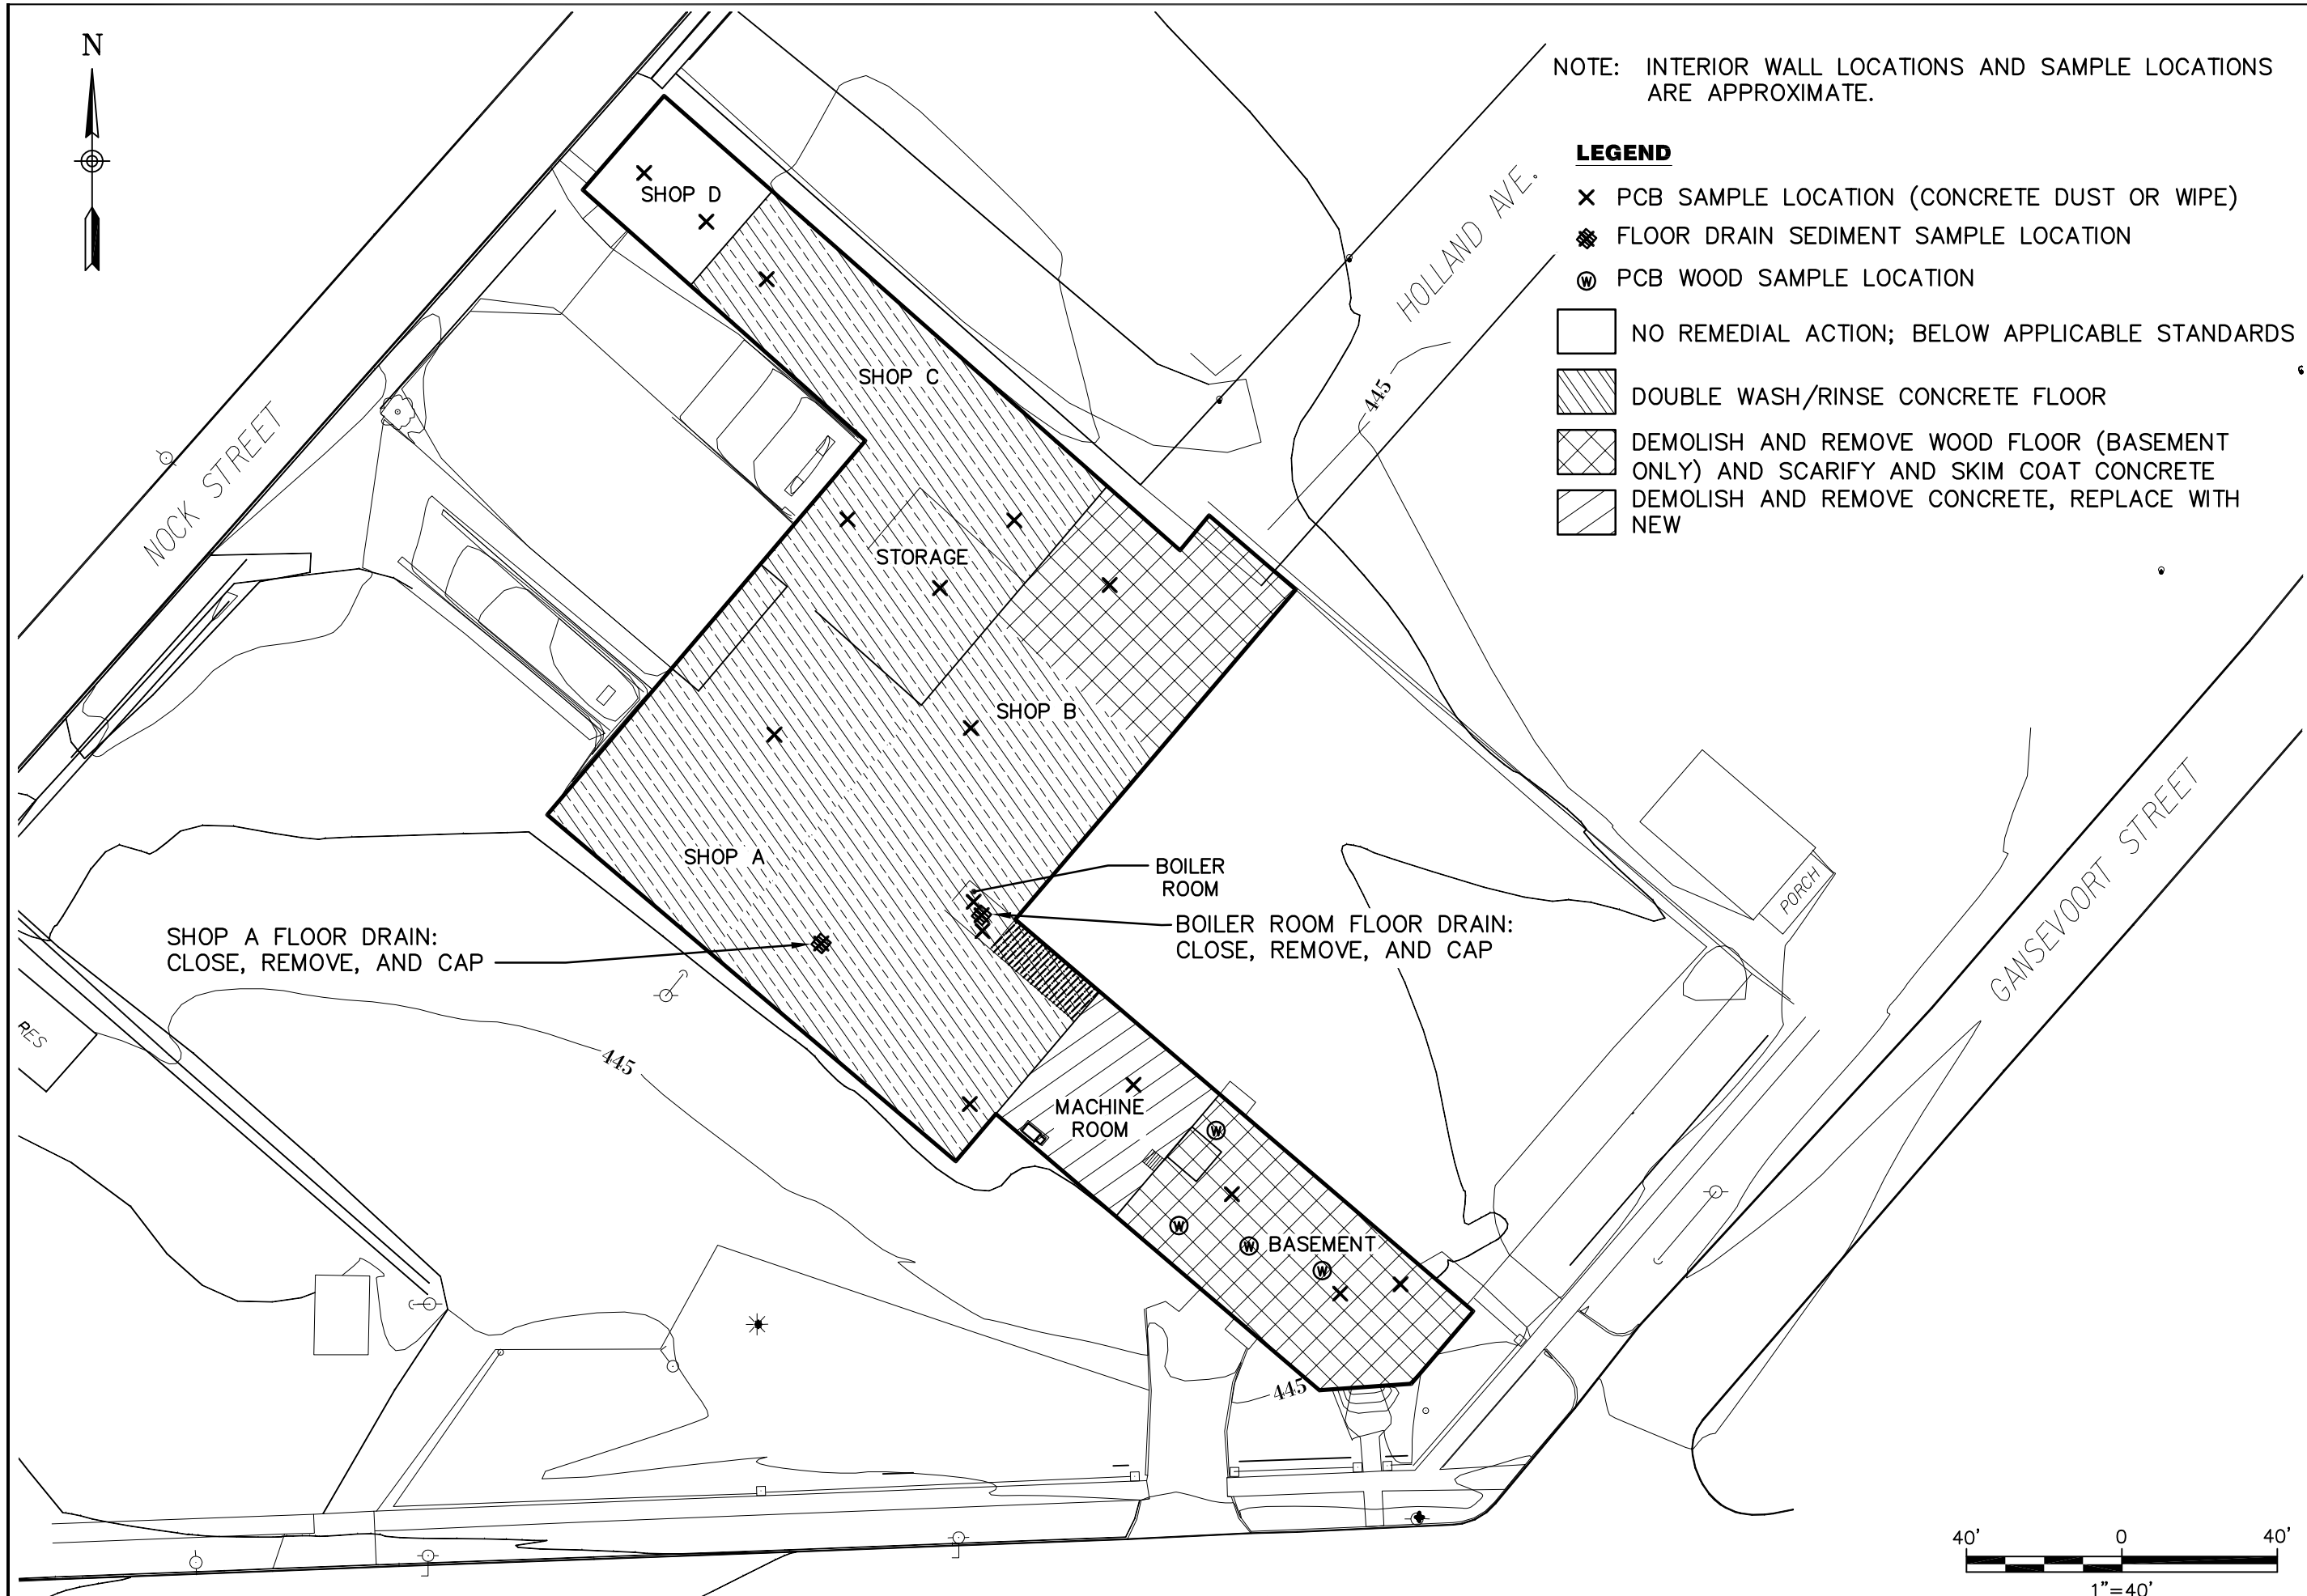 N
NOTE: INTERIOR WALL LOCATIONS AND SAMPLE LOCATIONS
ARE APPROXIMATE.
LEGEND
PCB SAMPLE LOCATION (CONCRETE DUST OR WIPE)
FLOOR DRAIN SEDIMENT SAMPLE LOCATION
W PCB WOOD SAMPLE LOCATION
NO REMEDIAL ACTION; BELOW APPLICABLE STANDARDS
DOUBLE WASH/RINSE CONCRETE FLOOR
DEMOLISH AND REMOVE WOOD FLOOR (BASEMENT
ONLY) AND SCARIFY AND SKIM COAT CONCRETE
DEMOLISH AND REMOVE CONCRETE, REPLACE WITH
NEW
HOLLAND AVE.
445
NOCK STREET
SHOP D
SHOP C
STORAGE
SHOP B
SHOP A
BOILER
ROOM
BOILER ROOM FLOOR DRAIN:
CLOSE, REMOVE, AND CAP
SHOP A FLOOR DRAIN:
CLOSE, REMOVE, AND CAP
PORCH
GANSEVOORT STREET
RES
445
MACHINE
ROOM
W
W
W BASEMENT
W
445
40' 0 40'
1"=40'